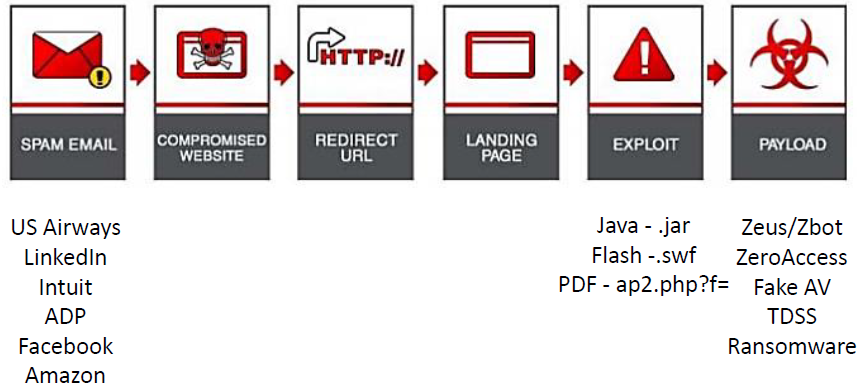 HTTP://
SPAM EMAIL
COMPROMISED
WEBSITE
REDIRECT
URL
LANDING
PAGE
EXPLOIT
PAYLOAD
US Airways
LinkedIn
Intuit
ADP
Facebook
Amazon
Java - .jar
Flash -.swf
PDF - ap2.php?f=
Zeus/Zbot
ZeroAccess
Fake AV
TDSS
Ransomware